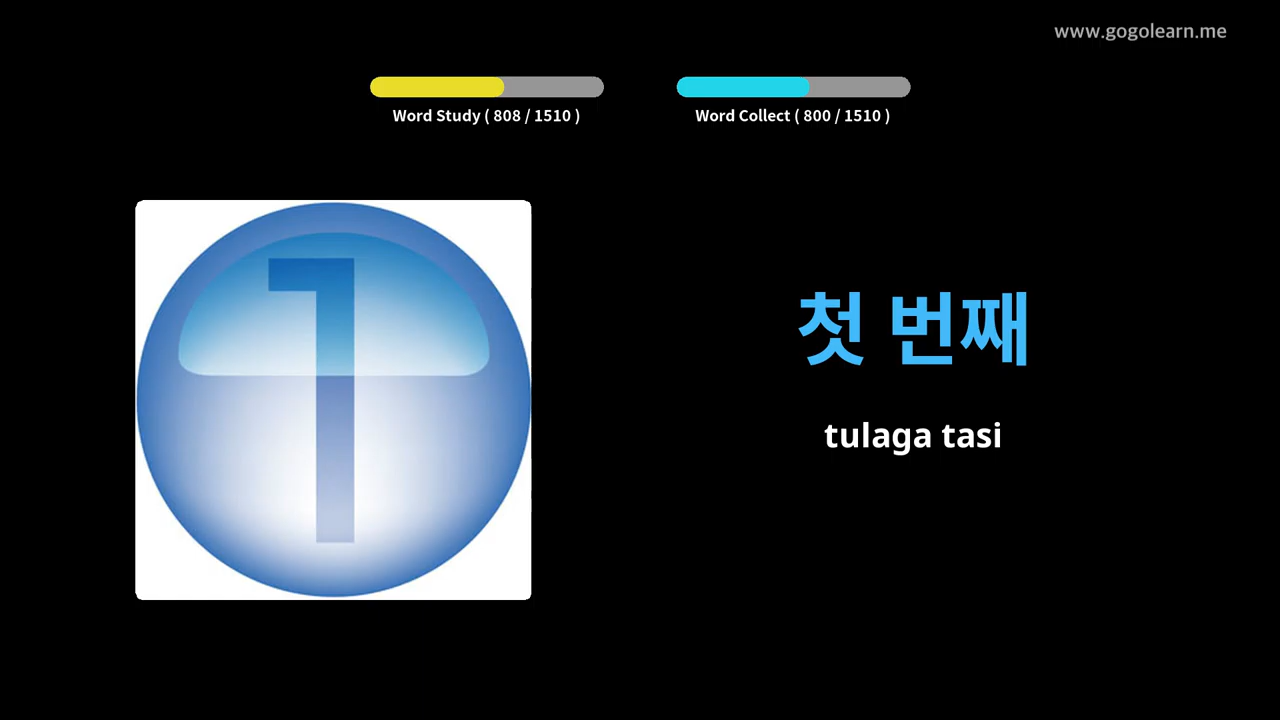 www.gogolearn.me
Word Study ( 808 / 1510 )
Word Collect ( 800 / 1510 )
1
첫 번째
tulaga tasi